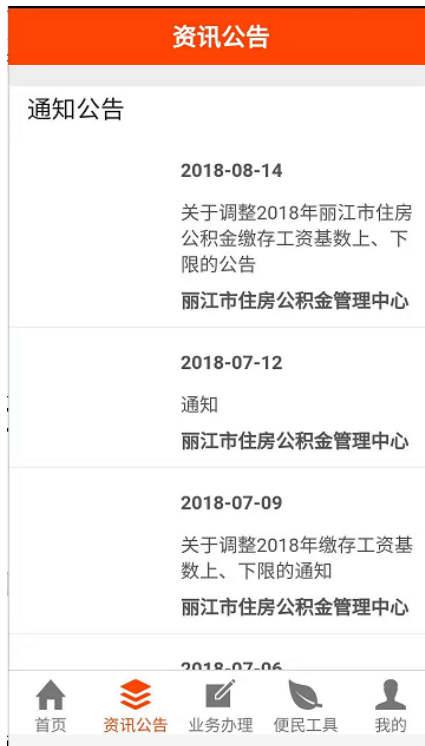 资讯公告
通知公告
2018-08-14
关于调整2018年丽江市住房
公积金缴存工资基数上、下
限的公告
丽江市住房公积金管理中心
2018-07-12
通知
丽江市住房公积金管理中心
2018-07-09
关于调整2018年缴存工资基
数上、下限的通知
丽江市住房公积金管理中心
2018-07-06
首页 资讯公告 业务办理 便民工具 我的